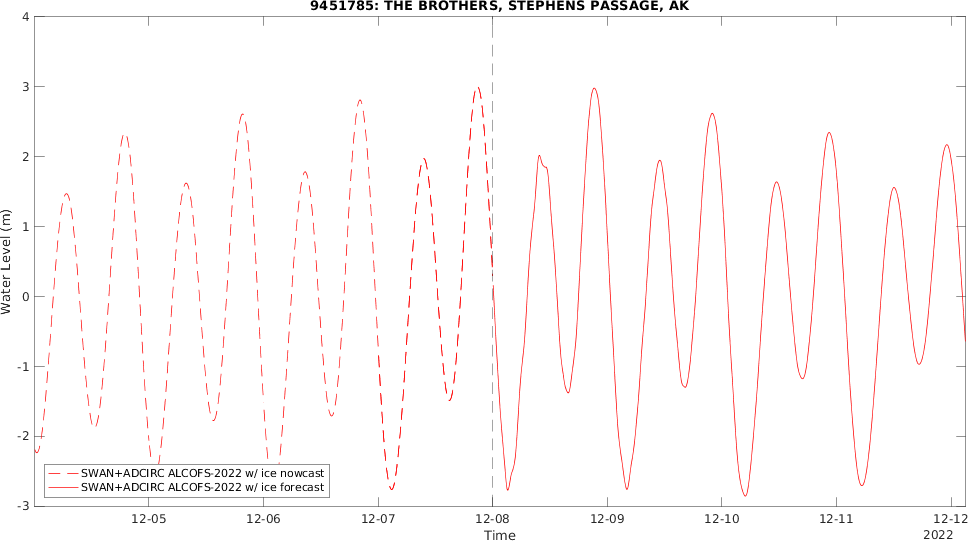 9451785: THE BROTHERS, STEPHENS PASSAGE, AK
4
3
2
1
0
-1
-2
-3
Water Level (m)
SWAN+ADCIRC ALCOFS-2022 w/ ice nowcast
SWAN+ADCIRC ALCOFS-2022 w/ ice forecast
12-05 12-06 12-07 12-08 12-09 12-10 12-11 12-12
Time
2022